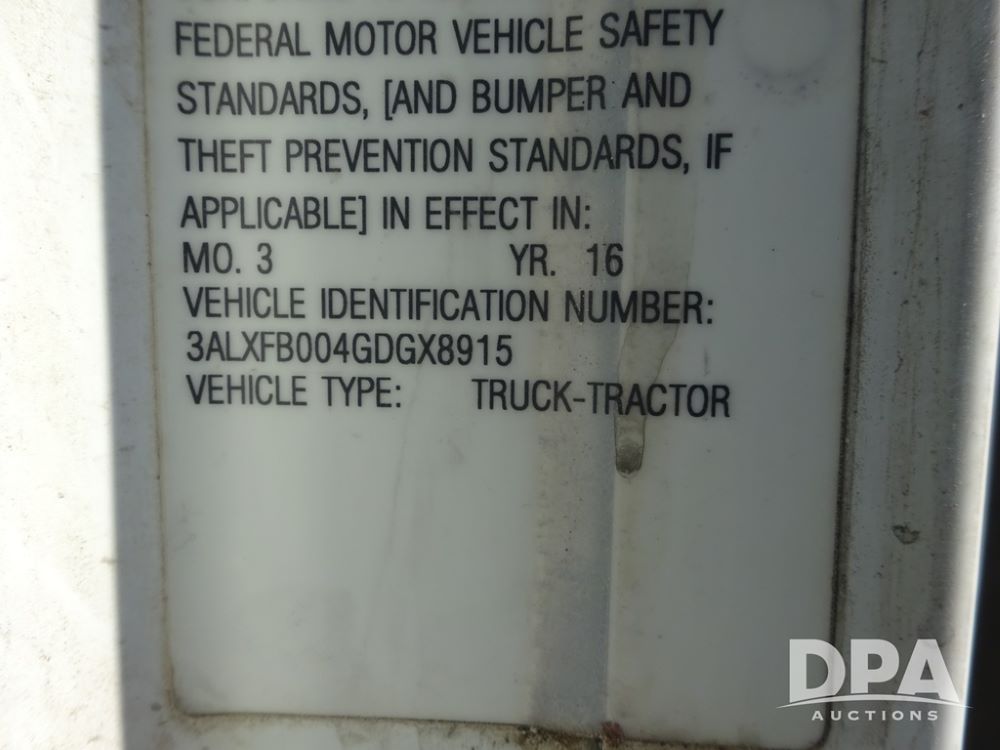 FEDERAL MOTOR VEHICLE SAFETY
STANDARDS, [AND BUMPER AND
THEFT PREVENTION STANDARDS, IF
APPLICABLE] IN EFFECT IN:
MO. 3 YR. 16
VEHICLE IDENTIFICATION NUMBER:
3ALXFB004GDGX8915
VEHICLE TYPE: TRUCK-TRACTOR
DPA
AUCTIONS